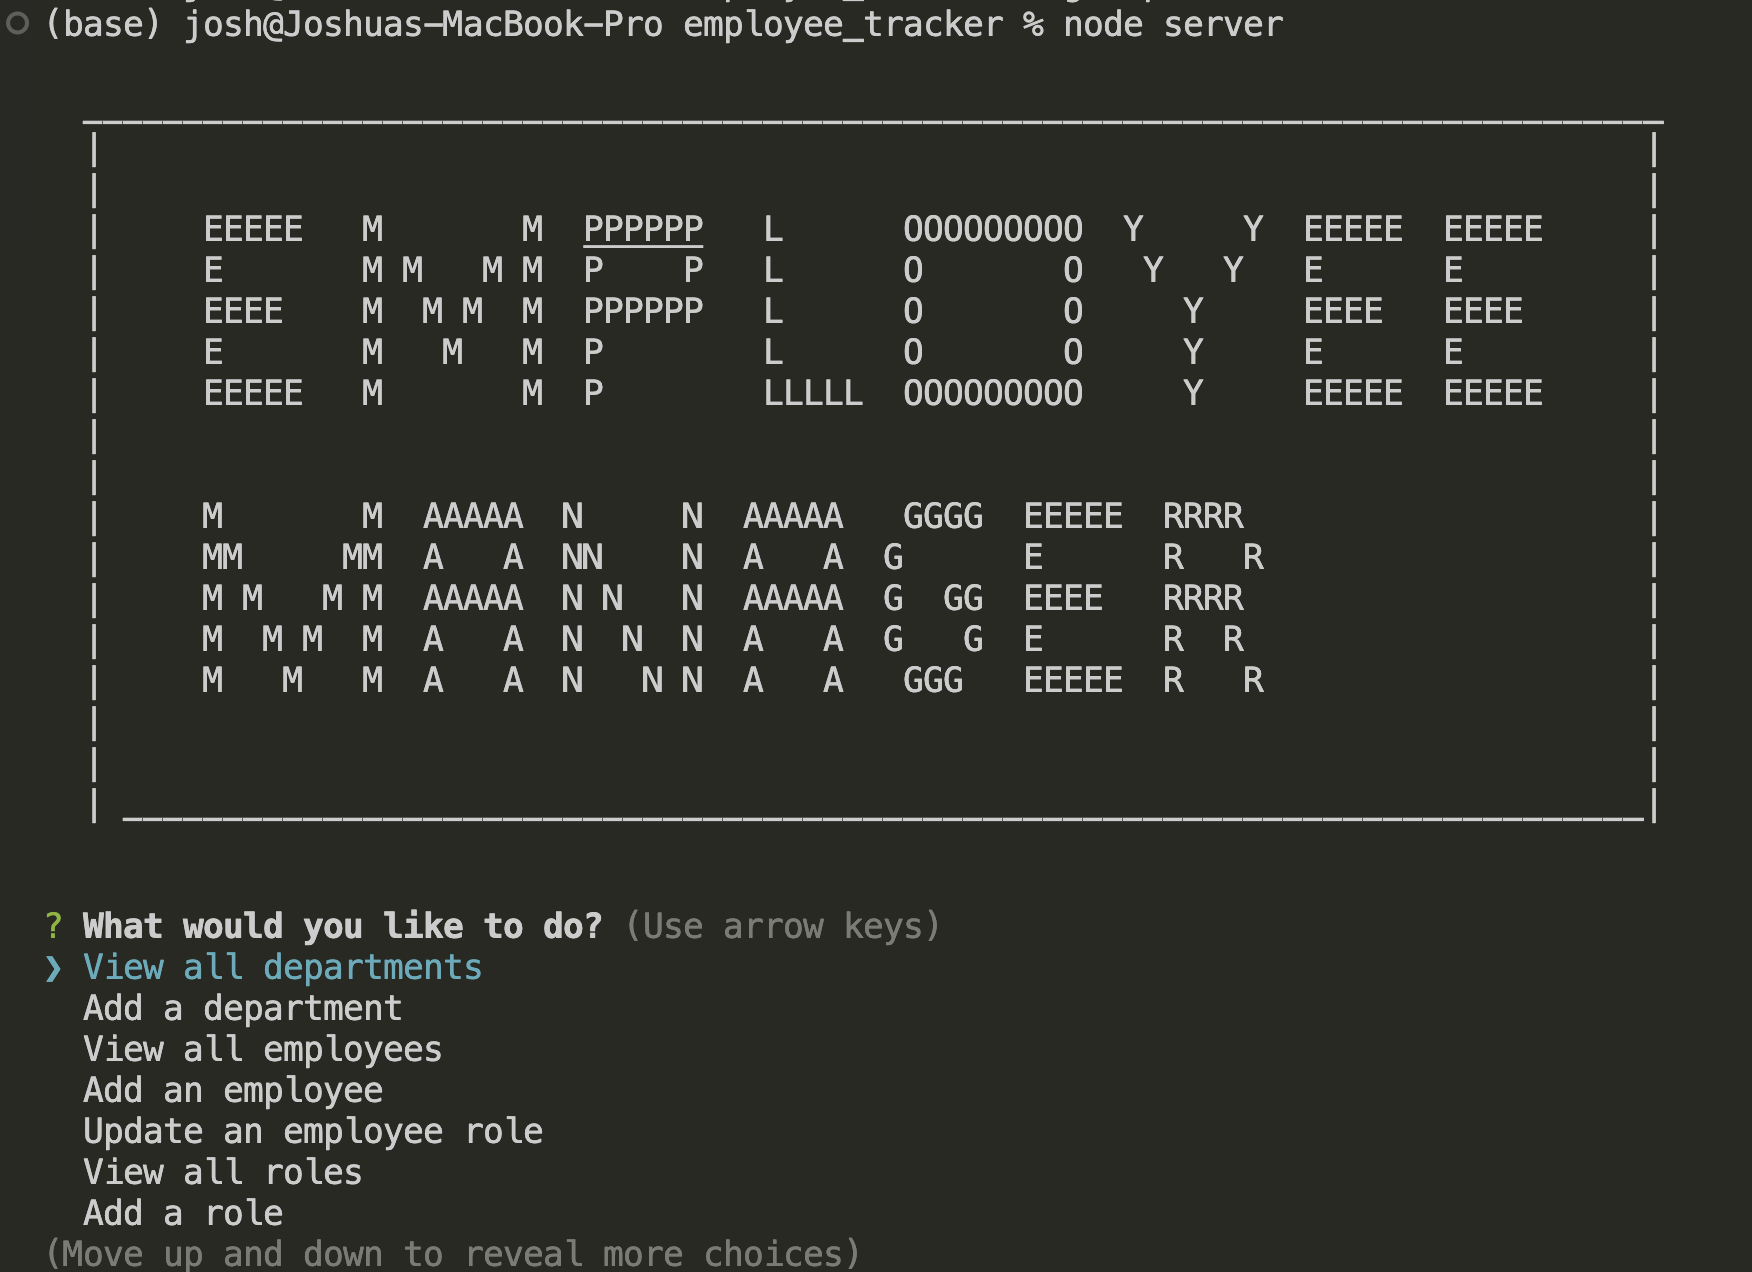 (base) josh@Joshuas-MacBook-Pro employee_tracker % node server
EEEEE   M       M  PPPPPP   L      OOOOOOOOO  Y     Y  EEEEE  EEEEE
E       M M   M M  P    P   L      O       O   Y   Y   E      E
EEEE    M  M M  M  PPPPPP   L      O       O     Y     EEEE   EEEE
E       M   M   M  P        L      O       O     Y     E      E
EEEEE   M       M  P        LLLLL  OOOOOOOOO     Y     EEEEE  EEEEE
M       M  AAAAA  N     N  AAAAA   GGGG  EEEEE  RRRR
MM     MM  A   A  NN    N  A   A  G      E      R   R
M M   M M  AAAAA  N N   N  AAAAA  G  GG  EEEE   RRRR
M  M M  M  A   A  N  N  N  A   A  G   G  E      R  R
M   M   M  A   A  N   N N  A   A   GGG   EEEEE  R   R
? What would you like to do? (Use arrow keys)
❯ View all departments
Add a department
View all employees
Add an employee
Update an employee role
View all roles
Add a role
(Move up and down to reveal more choices)